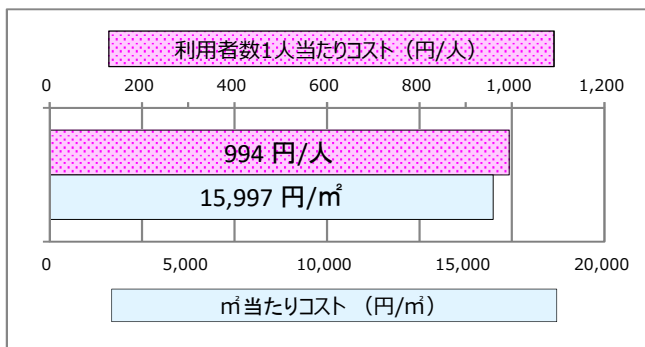 利用者数1人当たりコスト（円/人）
0 200 400 600 800 1,000 1,200
994 円/人
15,997 円/㎡
0 5,000 10,000 15,000 20,000
㎡当たりコスト （円/㎡）